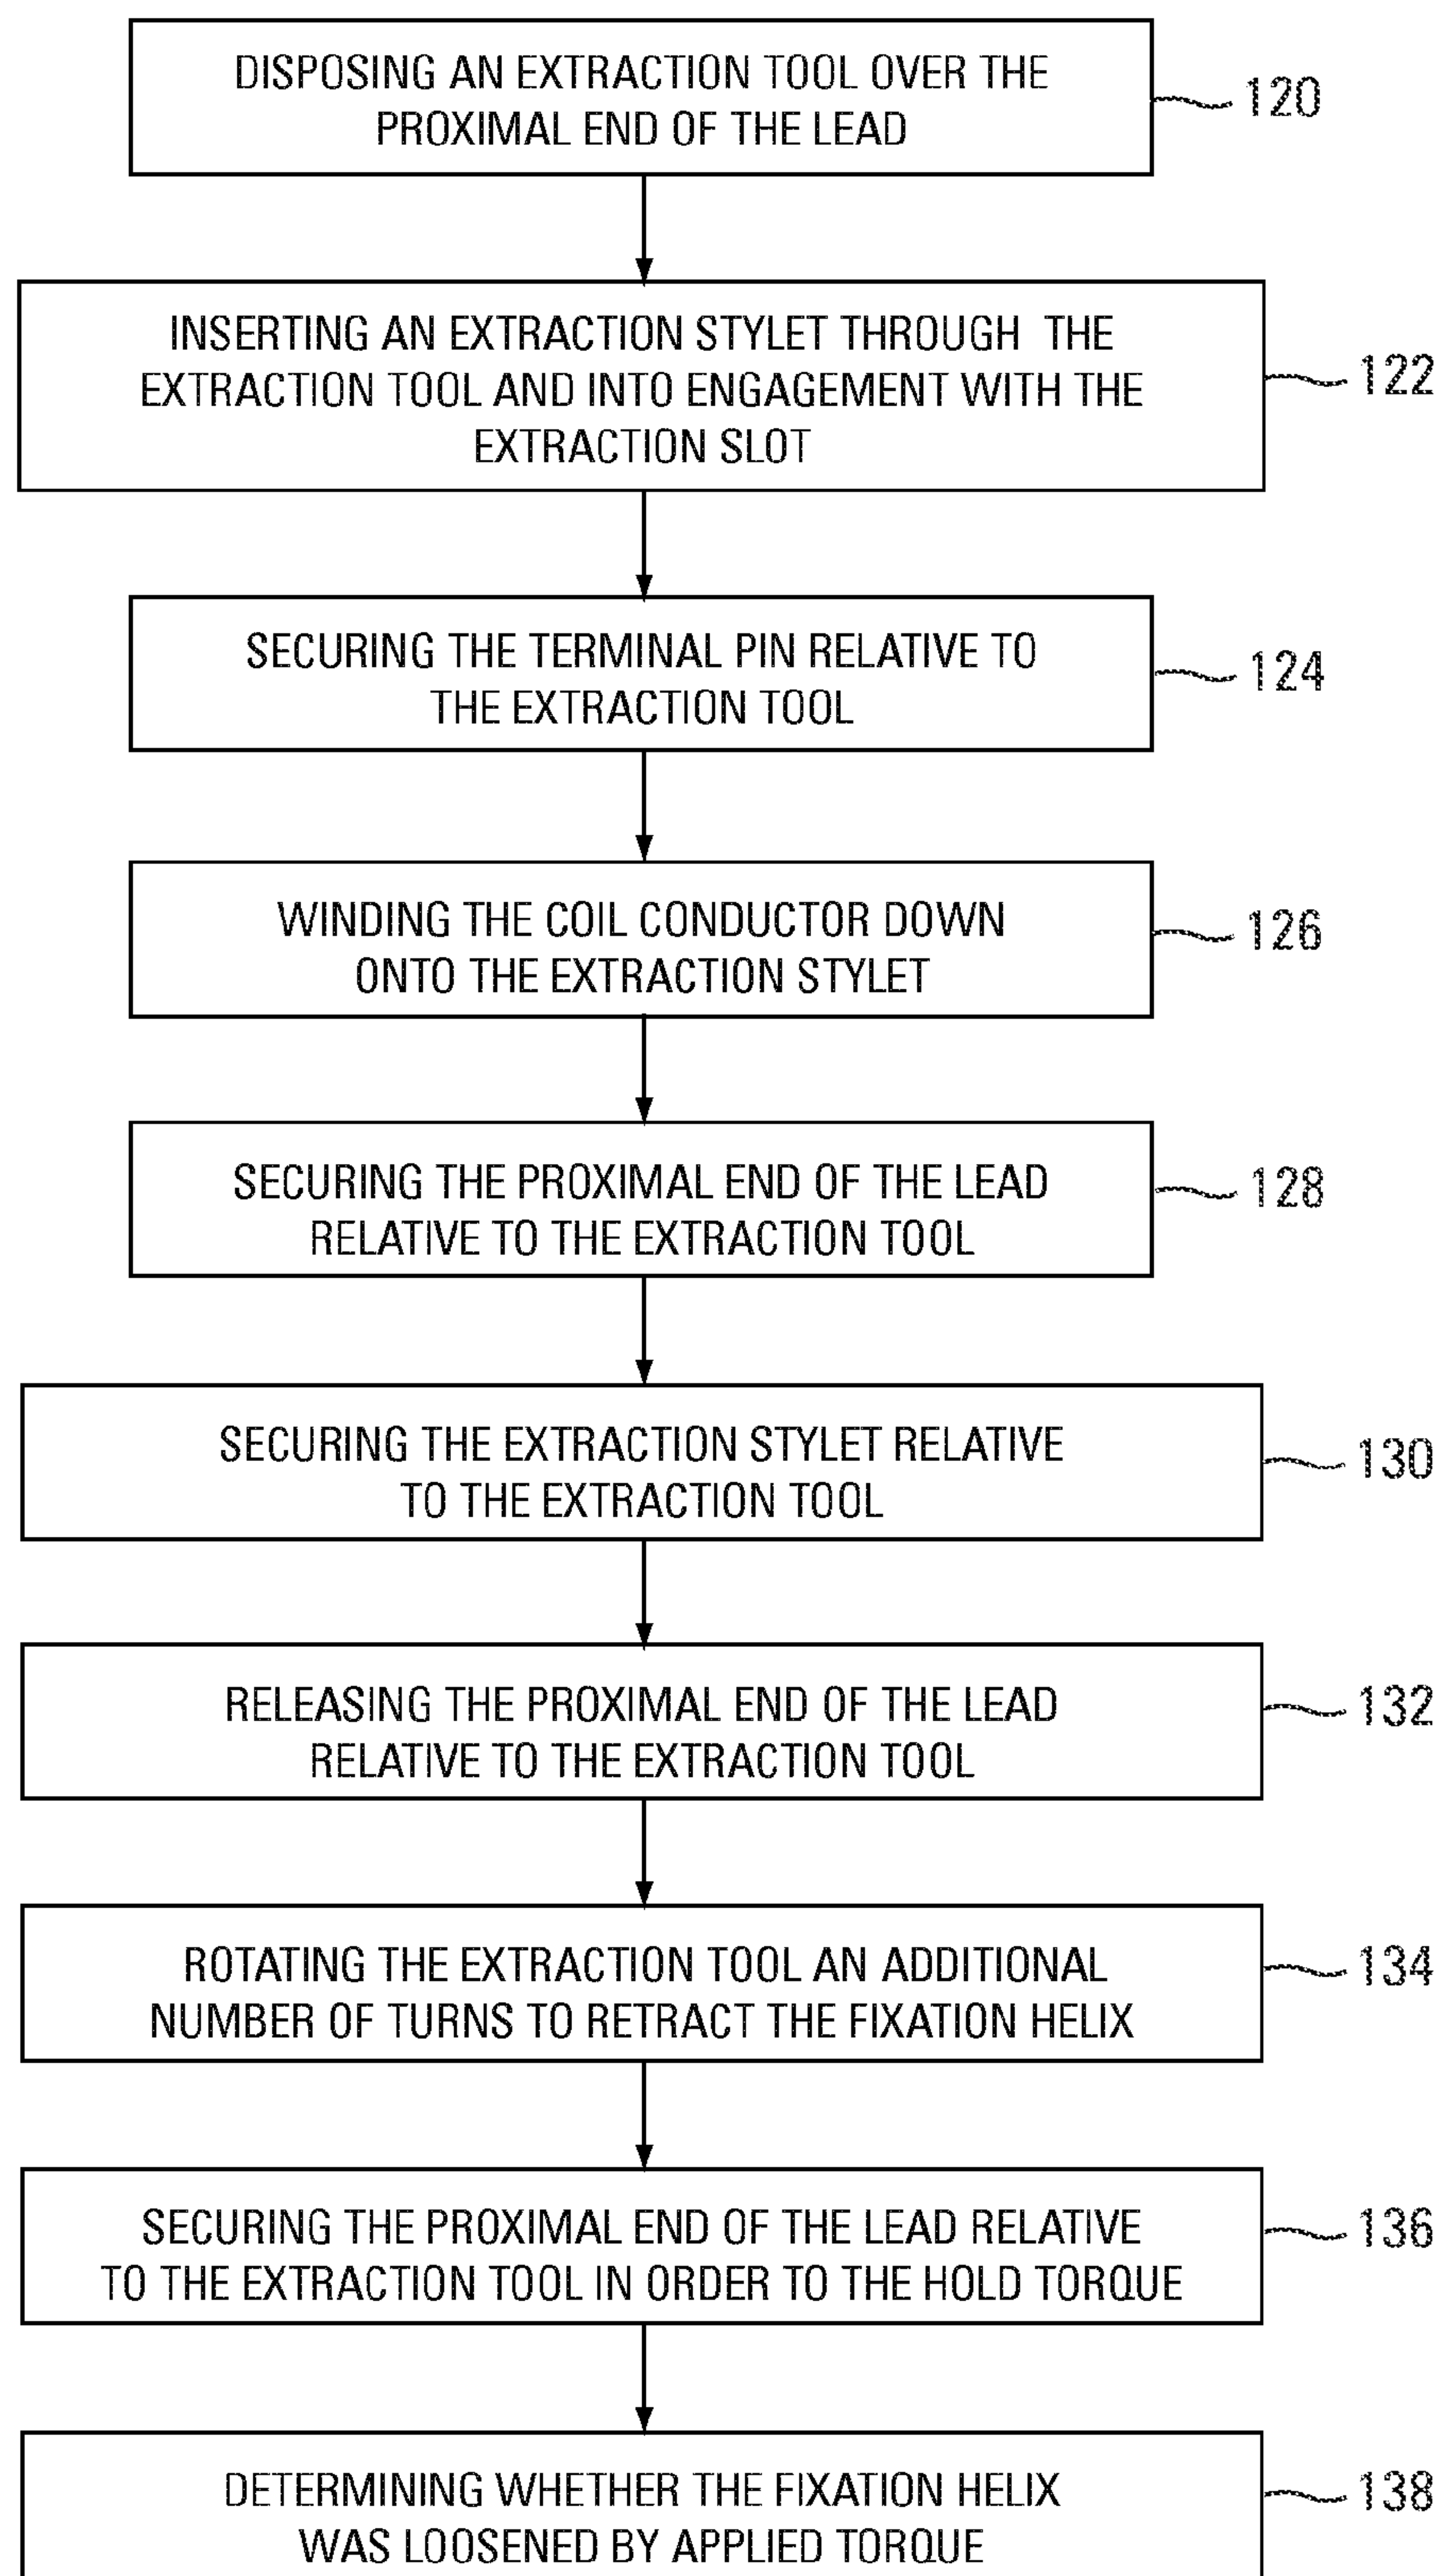 DISPOSING AN EXTRACTION TOOL OVER THE
PROXIMAL END OF THE LEAD
120
INSERTING AN EXTRACTION STYLET THROUGH THE
EXTRACTION TOOL AND INTO ENGAGEMENT WITH THE
EXTRACTION SLOT
122
SECURING THE TERMINAL PIN RELATIVE TO
THE EXTRACTION TOOL
124
WINDING THE COIL CONDUCTOR DOWN
ONTO THE EXTRACTION STYLET
126
SECURING THE PROXIMAL END OF THE LEAD
RELATIVE TO THE EXTRACTION TOOL
128
SECURING THE EXTRACTION STYLET RELATIVE
TO THE EXTRACTION TOOL
130
RELEASING THE PROXIMAL END OF THE LEAD
RELATIVE TO THE EXTRACTION TOOL
132
ROTATING THE EXTRACTION TOOL AN ADDITIONAL
NUMBER OF TURNS TO RETRACT THE FIXATION HELIX
134
SECURING THE PROXIMAL END OF THE LEAD RELATIVE
TO THE EXTRACTION TOOL IN ORDER TO THE HOLD TORQUE
136
DETERMINING WHETHER THE FIXATION HELIX
WAS LOOSENED BY APPLIED TORQUE
138